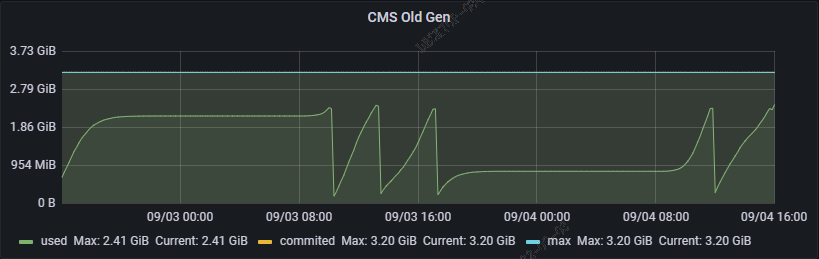 CMS Old Gen
3.73 GiB
2.79 GiB
1.86 GiB
954 MiB
0 B
09/03 00:00 09/03 08:00 09/03 16:00 09/04 00:00 09/04 08:00 09/04 16:00
used Max: 2.41 GiB Current: 2.41 GiB commited Max: 3.20 GiB Current: 3.20 GiB max Max: 3.20 GiB Current: 3.20 GiB